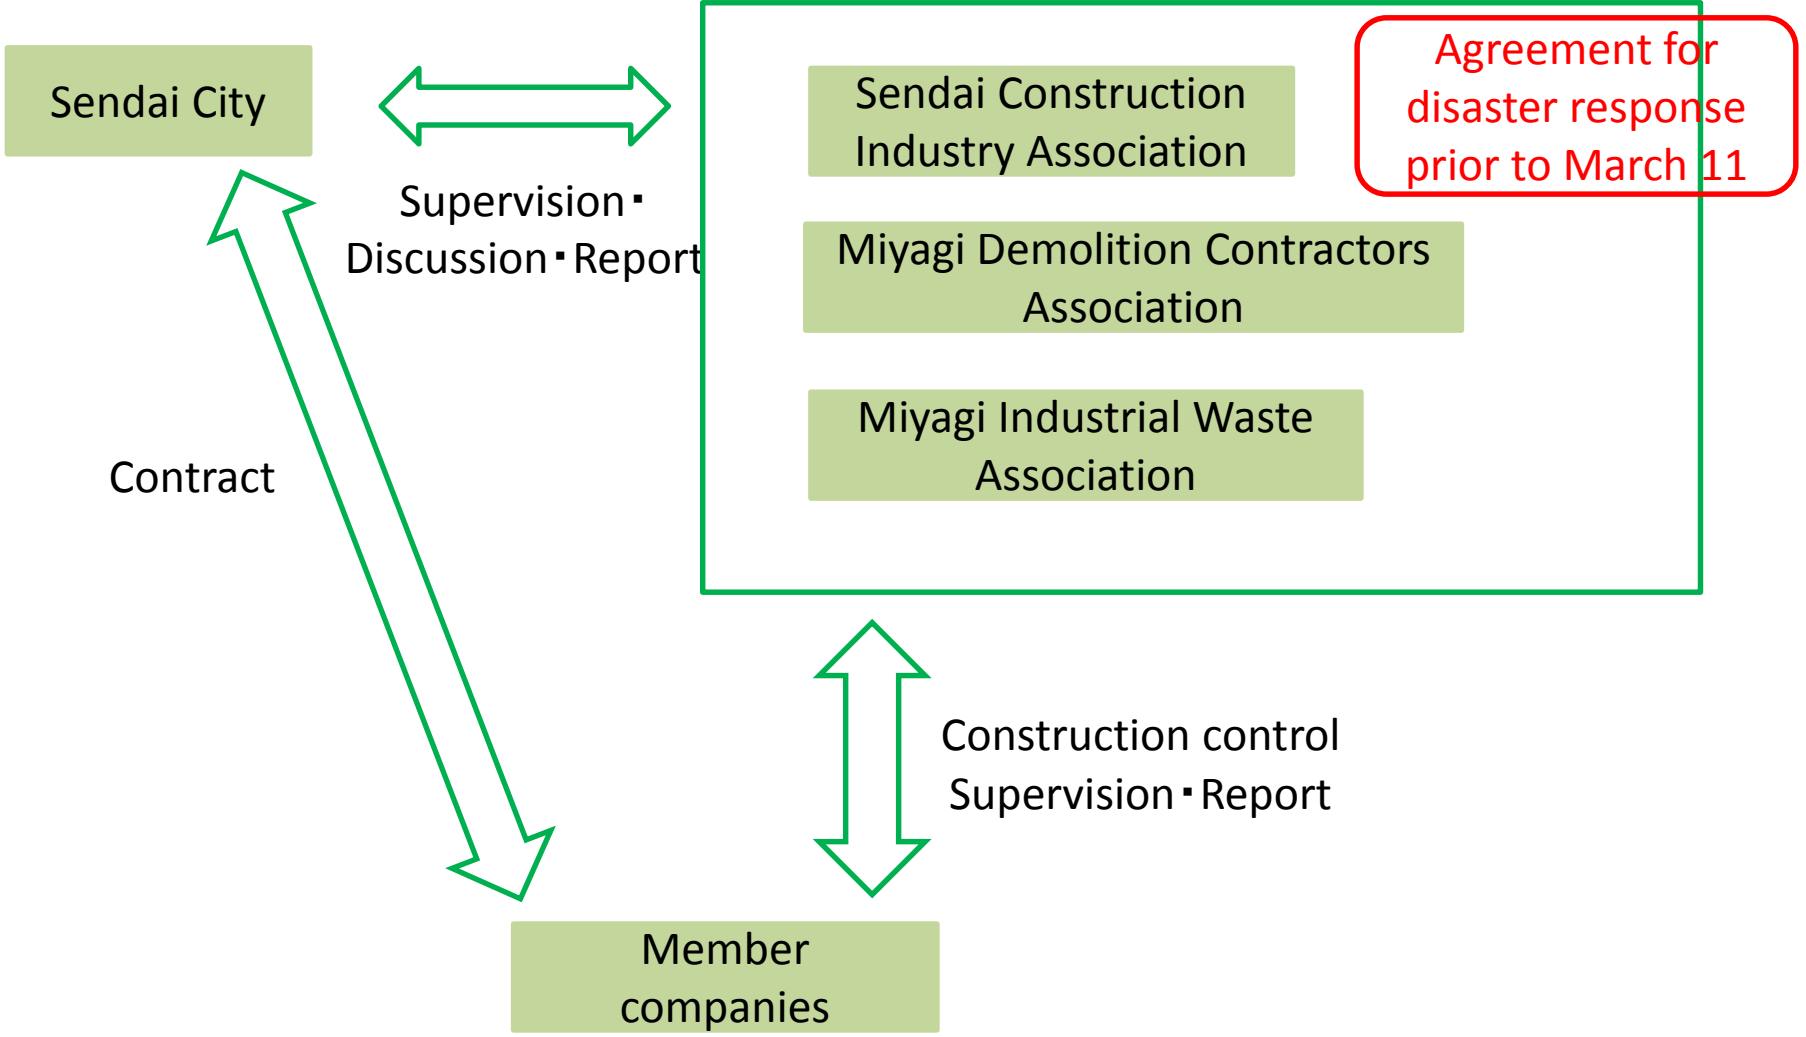 Sendai City
Supervision▪
Discussion▪Report
Sendai Construction
Industry Association
Agreement for
disaster response
prior to March 11
Miyagi Demolition Contractors
Association
Miyagi Industrial Waste
Association
Contract
Construction control
Supervision▪Report
Member
companies